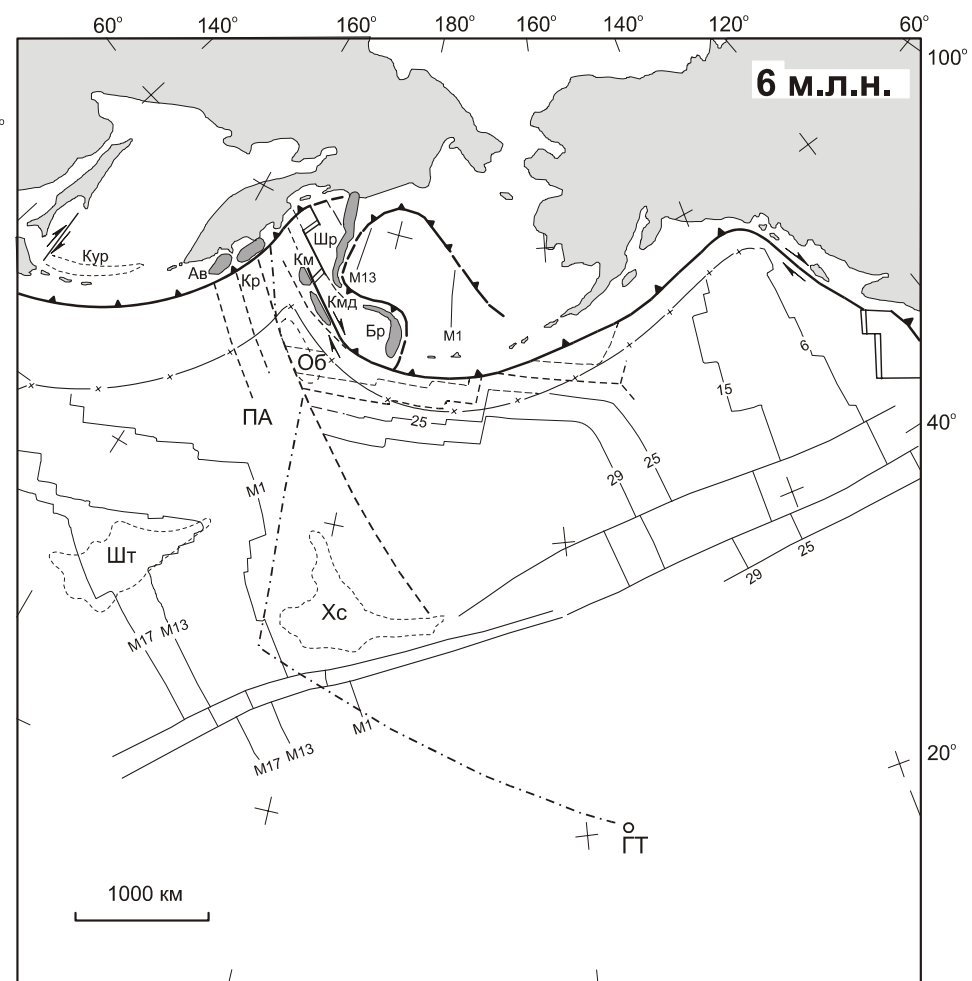 60° 140° 160° 180° 160° 140° 120° 60°
100°
6 м.л.н.
°
Кур
Ав
Кр
Шр
Км
М13
Кмд
Бр
М1
Об
6
15
ПА
25
40°
29
25
М1
Шт
Хс
25
29
М17 М13
М1
М17 М13
20°
ГТ
1000 км